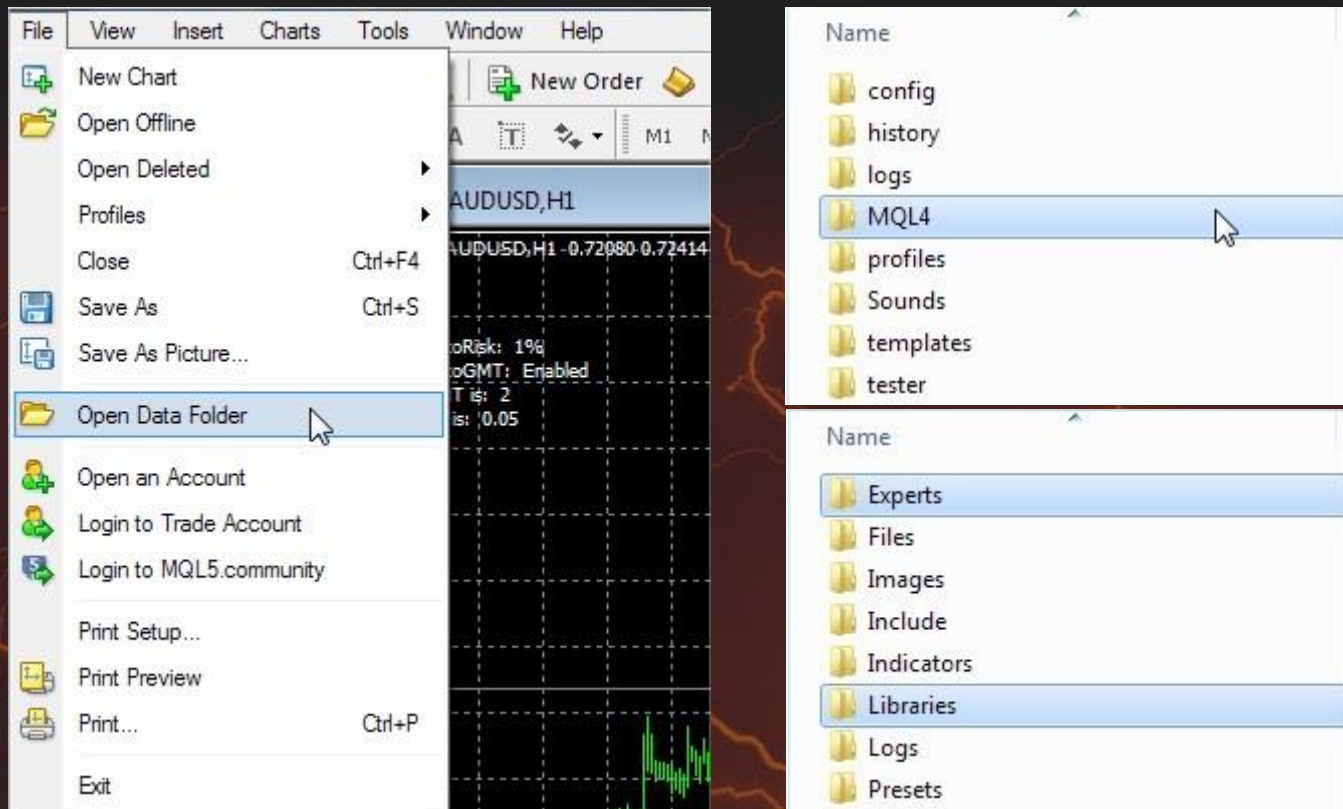 File View Insert Charts Tools Window Help
New Chart
Open Offline
Open Deleted
Profiles
Close Ctrl+F4
Save As Ctrl+S
Save As Picture...
Open Data Folder
Open an Account
Login to Trade Account
Login to MQL5.community
Print Setup...
Print Preview
Print... Ctrl+P
Exit
New Order
A T M1
AUDUSD,H1
AUDUSD,H1 -0.72080 0.72414
oRisk: 1%
oGMT: Enabled
T is: 2
is: 0.05
Name
config
history
logs
MQL4
profiles
Sounds
templates
tester
Name
Experts
Files
Images
Include
Indicators
Libraries
Logs
Presets